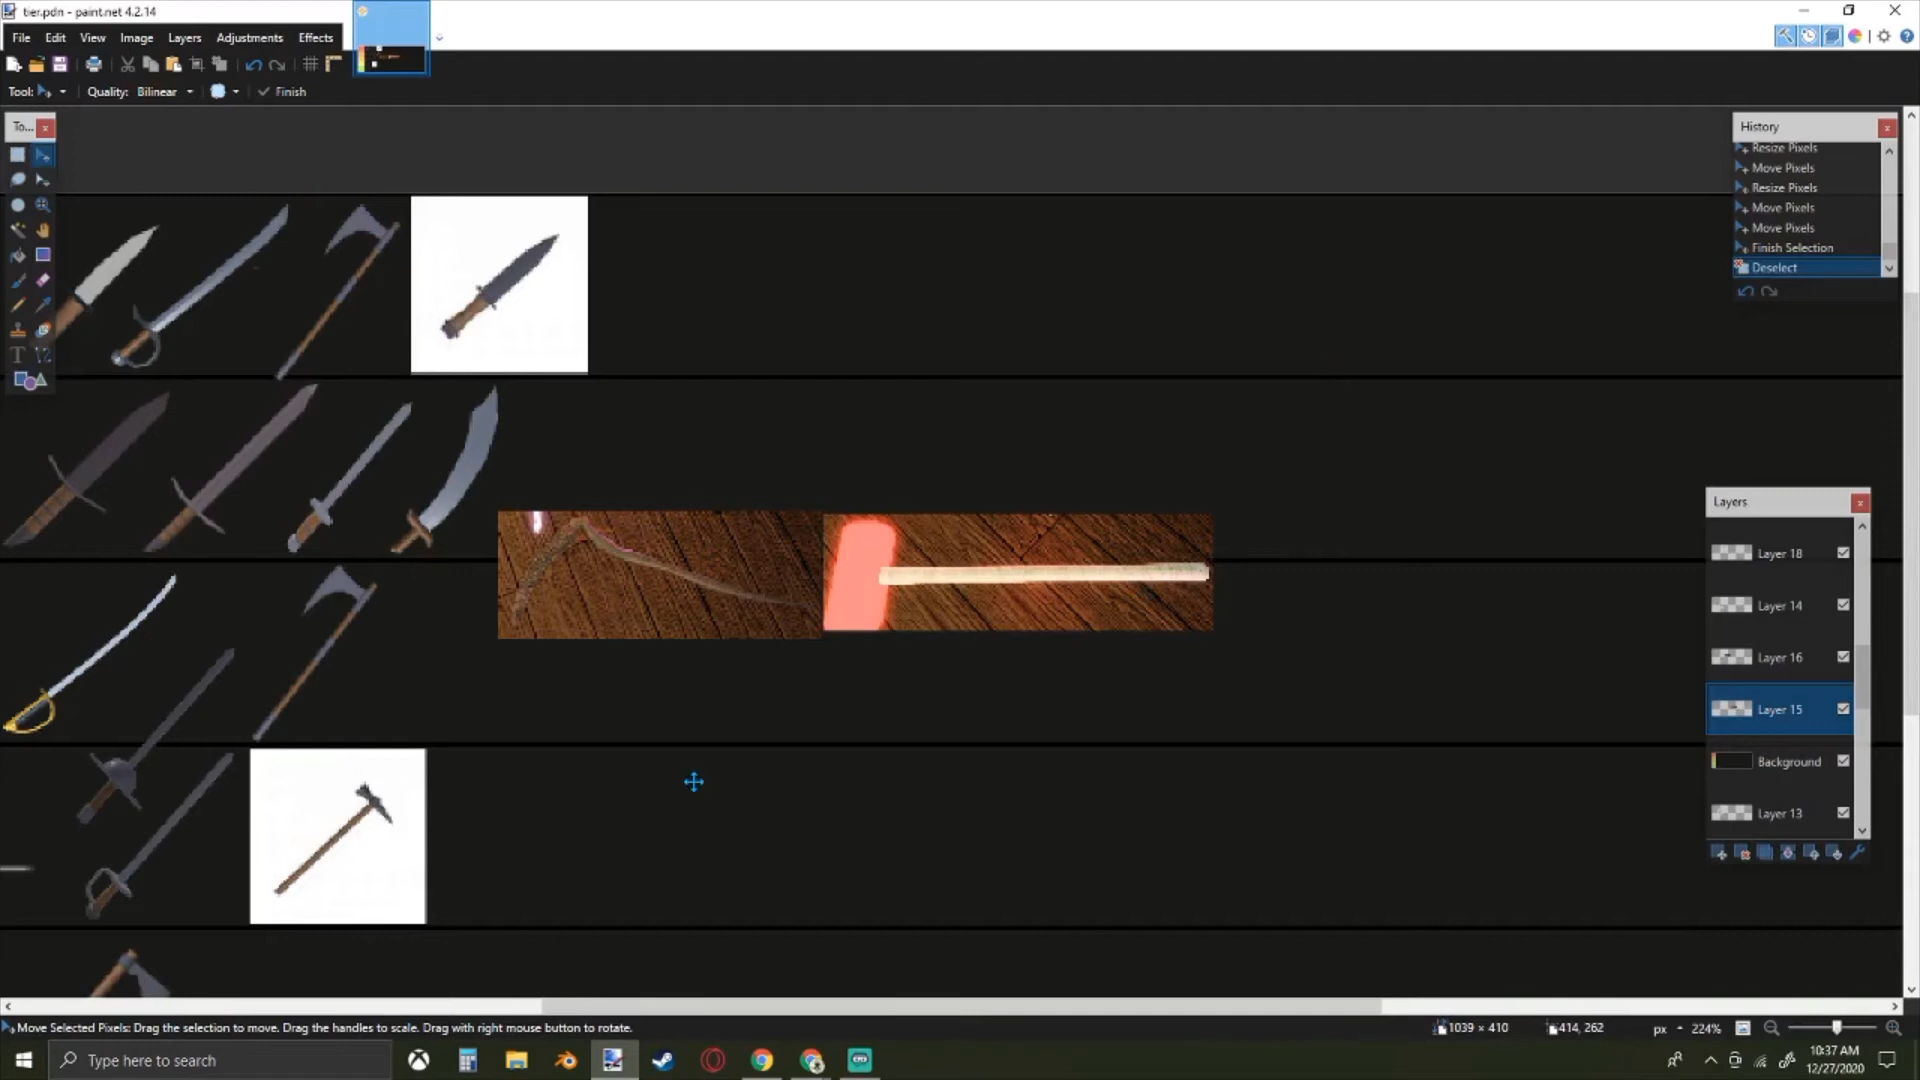 tier.pdn - paint.net 4.2.14
File Edit View Image Layers Adjustments Effects
Tool: Quality: Bilinear Finish
To...
History
Resize Pixels
Move Pixels
Resize Pixels
Move Pixels
Move Pixels
Finish Selection
Deselect
Layers
Layer 18
Layer 14
Layer 16
Layer 15
Background
Layer 13
Move Selected Pixels: Drag the selection to move. Drag the handles to scale. Drag with right mouse button to rotate.
1039 × 410
414, 262
px
224%
Type here to search
10:37 AM
12/27/2020